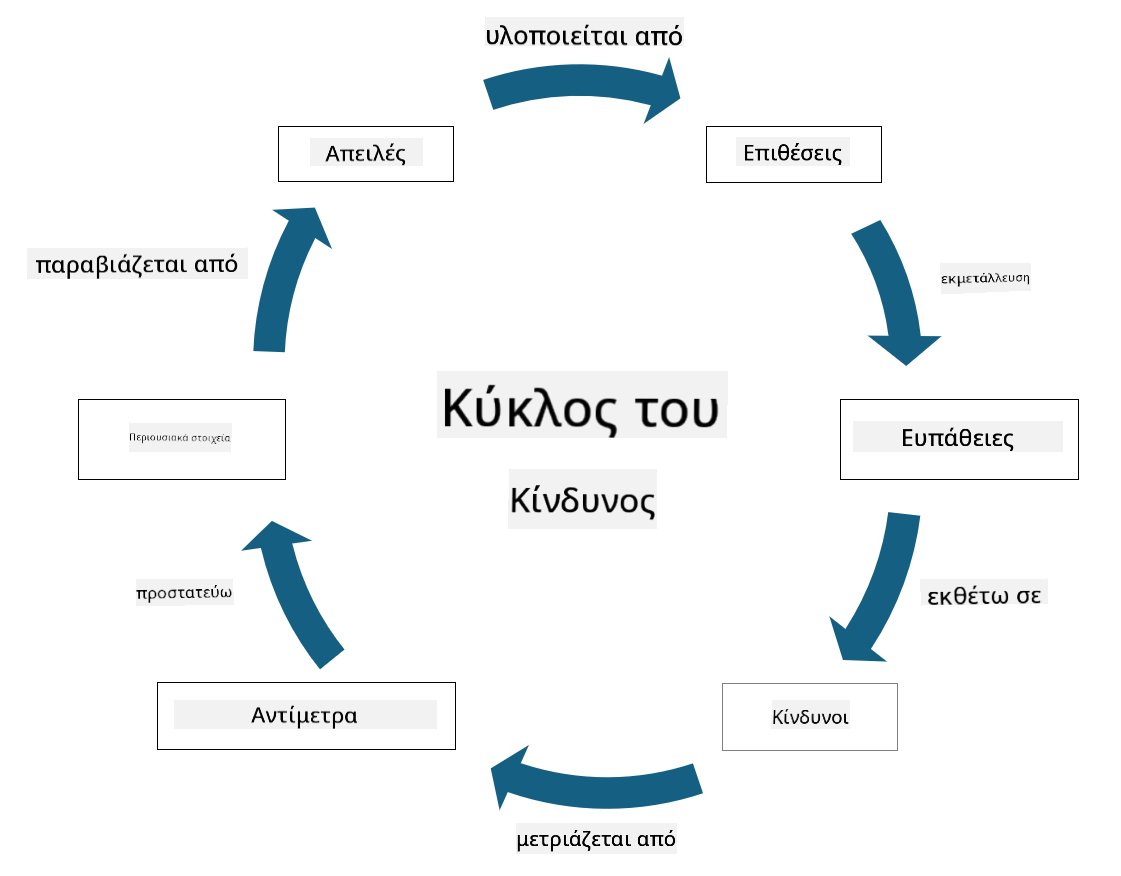 υλοποιείται από
Απειλές
Επιθέσεις
παραβιάζεται από
εκμετάλλευση
Κύκλος του
Κίνδυνος
Περιουσιακά στοιχεία
Ευπάθειες
προστατεύω
εκθέτω σε
Αντίμετρα
Κίνδυνοι
μετριάζεται από